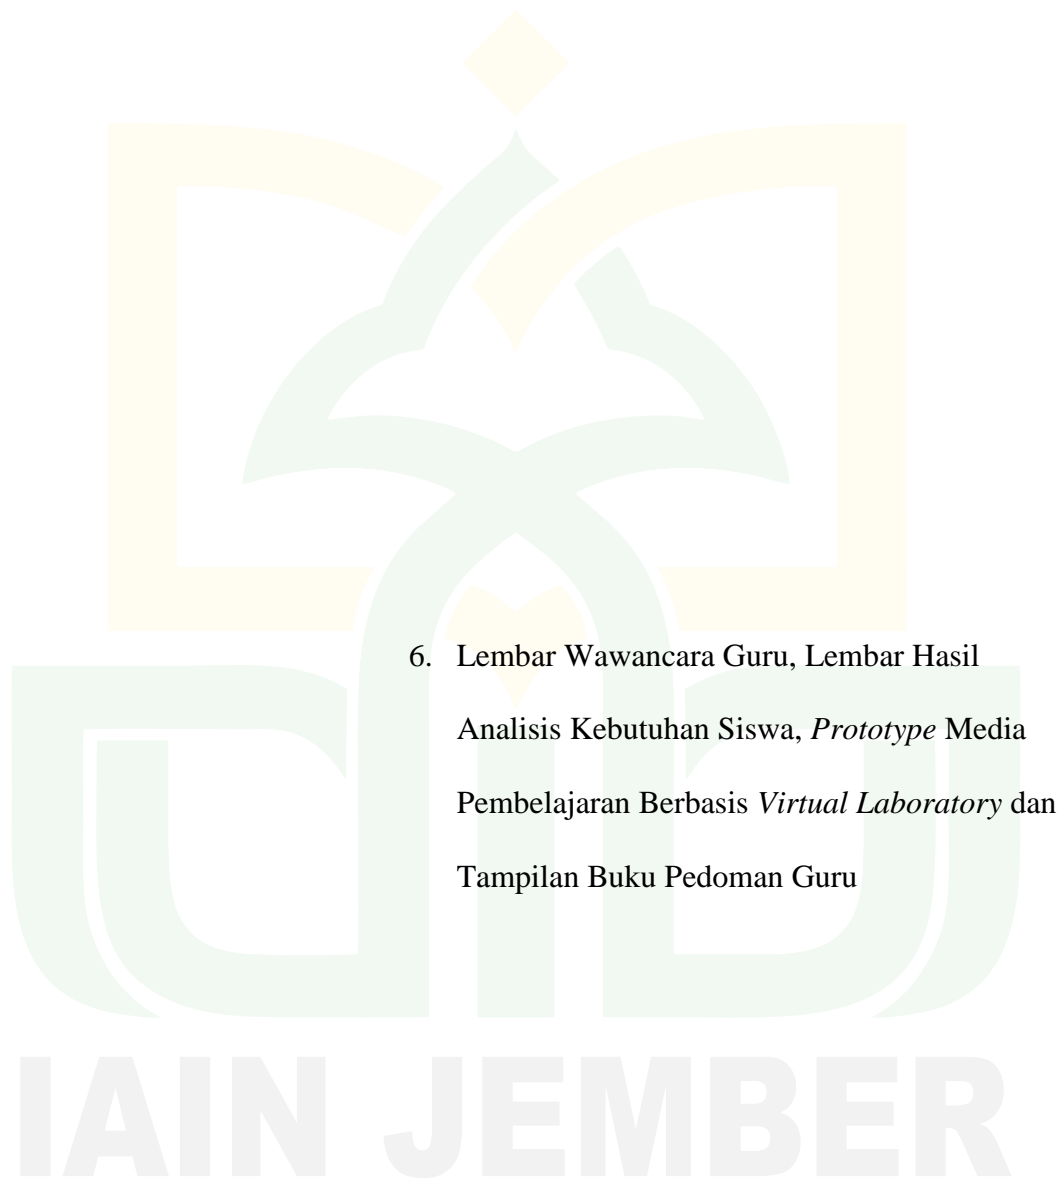 6. Lembar Wawancara Guru, Lembar Hasil
Analisis Kebutuhan Siswa, Prototype Media
Pembelajaran Berbasis Virtual Laboratory dan
Tampilan Buku Pedoman Guru
IAIN JEMBER